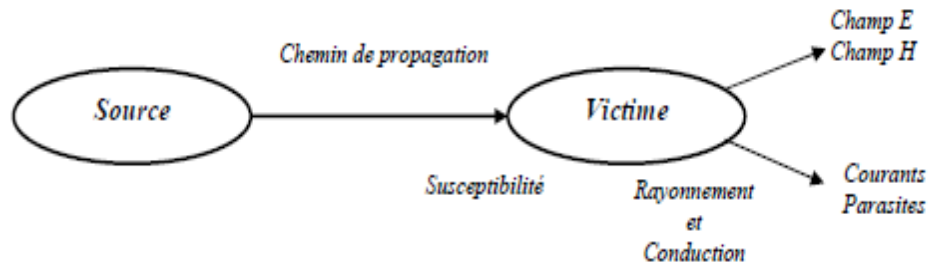 Champ E
Champ H
Chemin de propagation
Source
Victime
Susceptibilité
Rayonnement
et
Conduction
Courants
Parasites